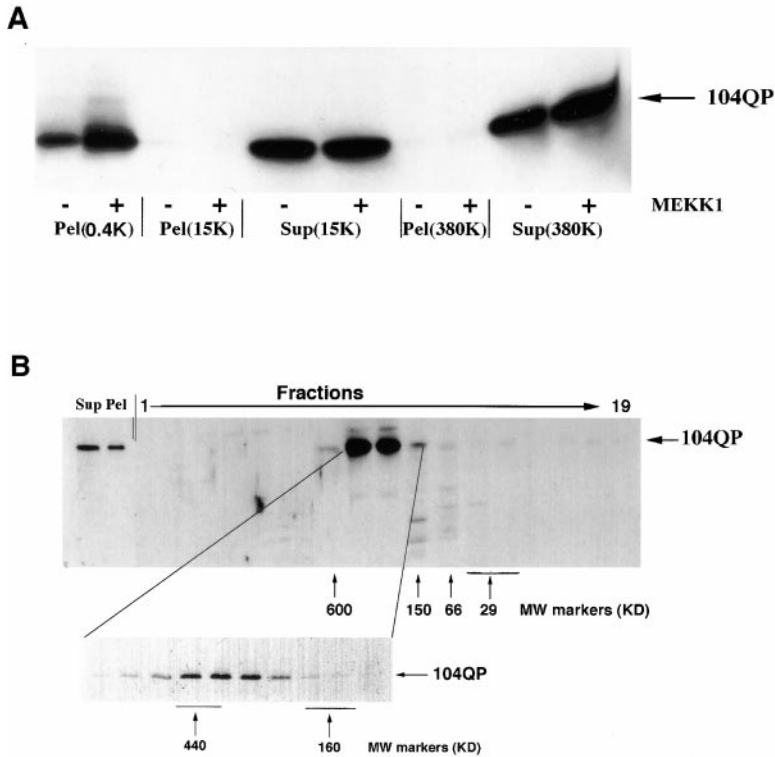 A
104QP
- + - + - + - + - + MEKK1
Pel(0.4K) Pel(15K) Sup(15K) Pel(380K) Sup(380K)
B
Fractions
Sup Pel 1 19
104QP
600 150 66 29 MW markers (KD)
104QP
440 160 MW markers (KD)